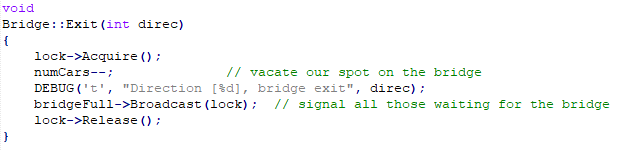 void
Bridge::Exit(int direc)
{
    lock->Acquire();
    numCars--;              // vacate our spot on the bridge
    DEBUG('t', "Direction [%d], bridge exit", direc);
    bridgeFull->Broadcast(lock);  // signal all those waiting for the bridge
    lock->Release();
}